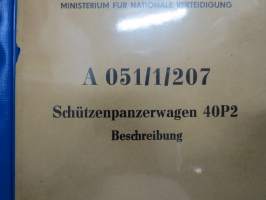 MINISTERIUM FÜR NATIONALE VERTEIDIGUNG
A 051/1/207
Schützenpanzerwagen 40P2
Beschreibung